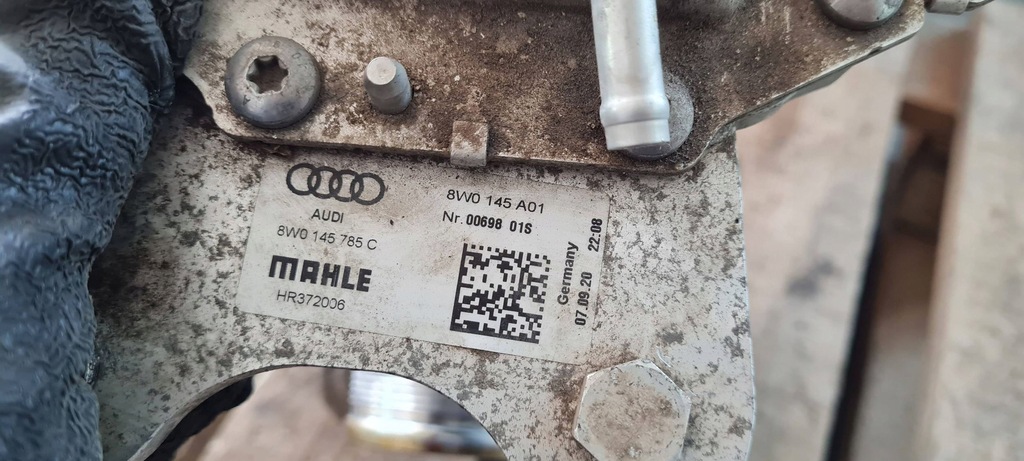 AUDI
8W0 145 785 C
MAHLE
HR372006
8W0 145 A01
Nr. 00698 01S
Germany
07.09.20 22:08